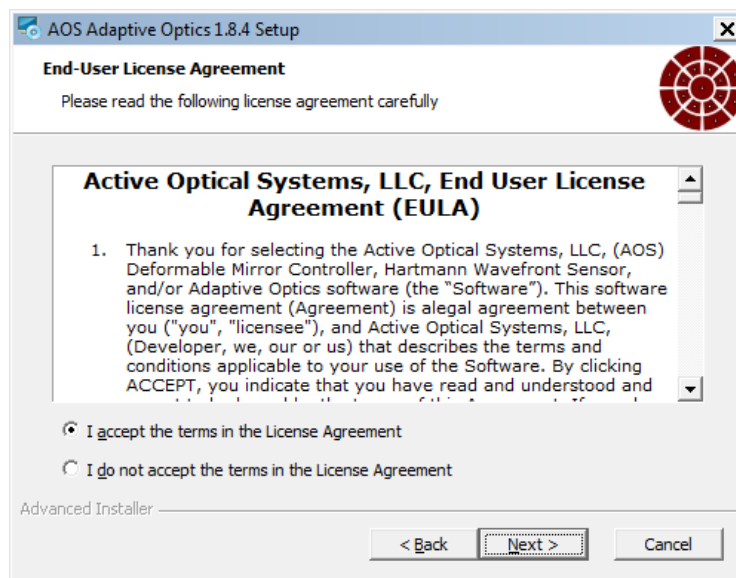 AOS Adaptive Optics 1.8.4 Setup
End-User License Agreement
Please read the following license agreement carefully
Active Optical Systems, LLC, End User License
Agreement (EULA)
1. Thank you for selecting the Active Optical Systems, LLC, (AOS)
Deformable Mirror Controller, Hartmann Wavefront Sensor,
and/or Adaptive Optics software (the “Software”). This software
license agreement (Agreement) is alegal agreement between
you ("you", "licensee"), and Active Optical Systems, LLC,
(Developer, we, our or us) that describes the terms and
conditions applicable to your use of the Software. By clicking
ACCEPT, you indicate that you have read and understood and
I accept the terms in the License Agreement
I do not accept the terms in the License Agreement
Advanced Installer
< Back
Next >
Cancel